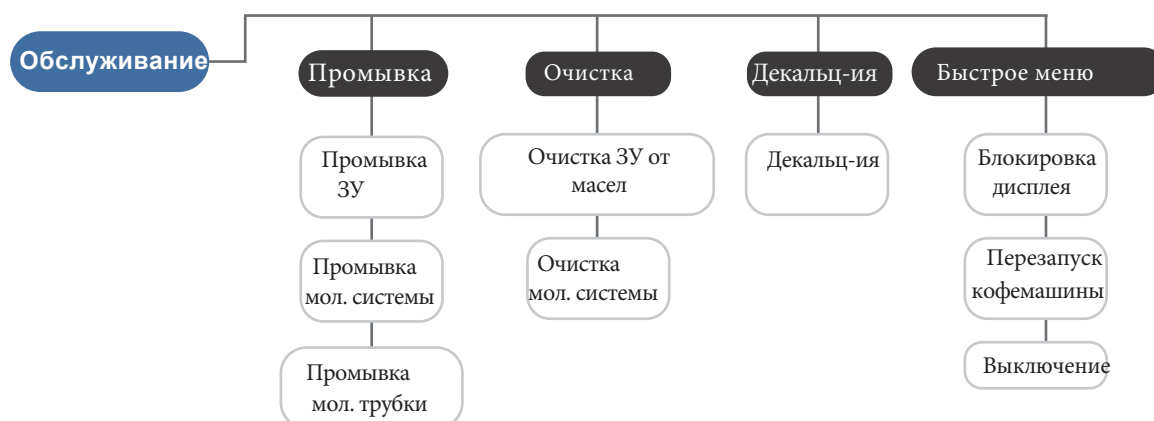 Обслуживание
Промывка
Очистка
Декальц-ия
Быстрое меню
Промывка
ЗУ
Промывка
мол. системы
Промывка
мол. трубки
Очистка ЗУ от
масел
Очистка
мол. системы
Декальц-ия
Блокировка
дисплея
Перезапуск
кофемашины
Выключение